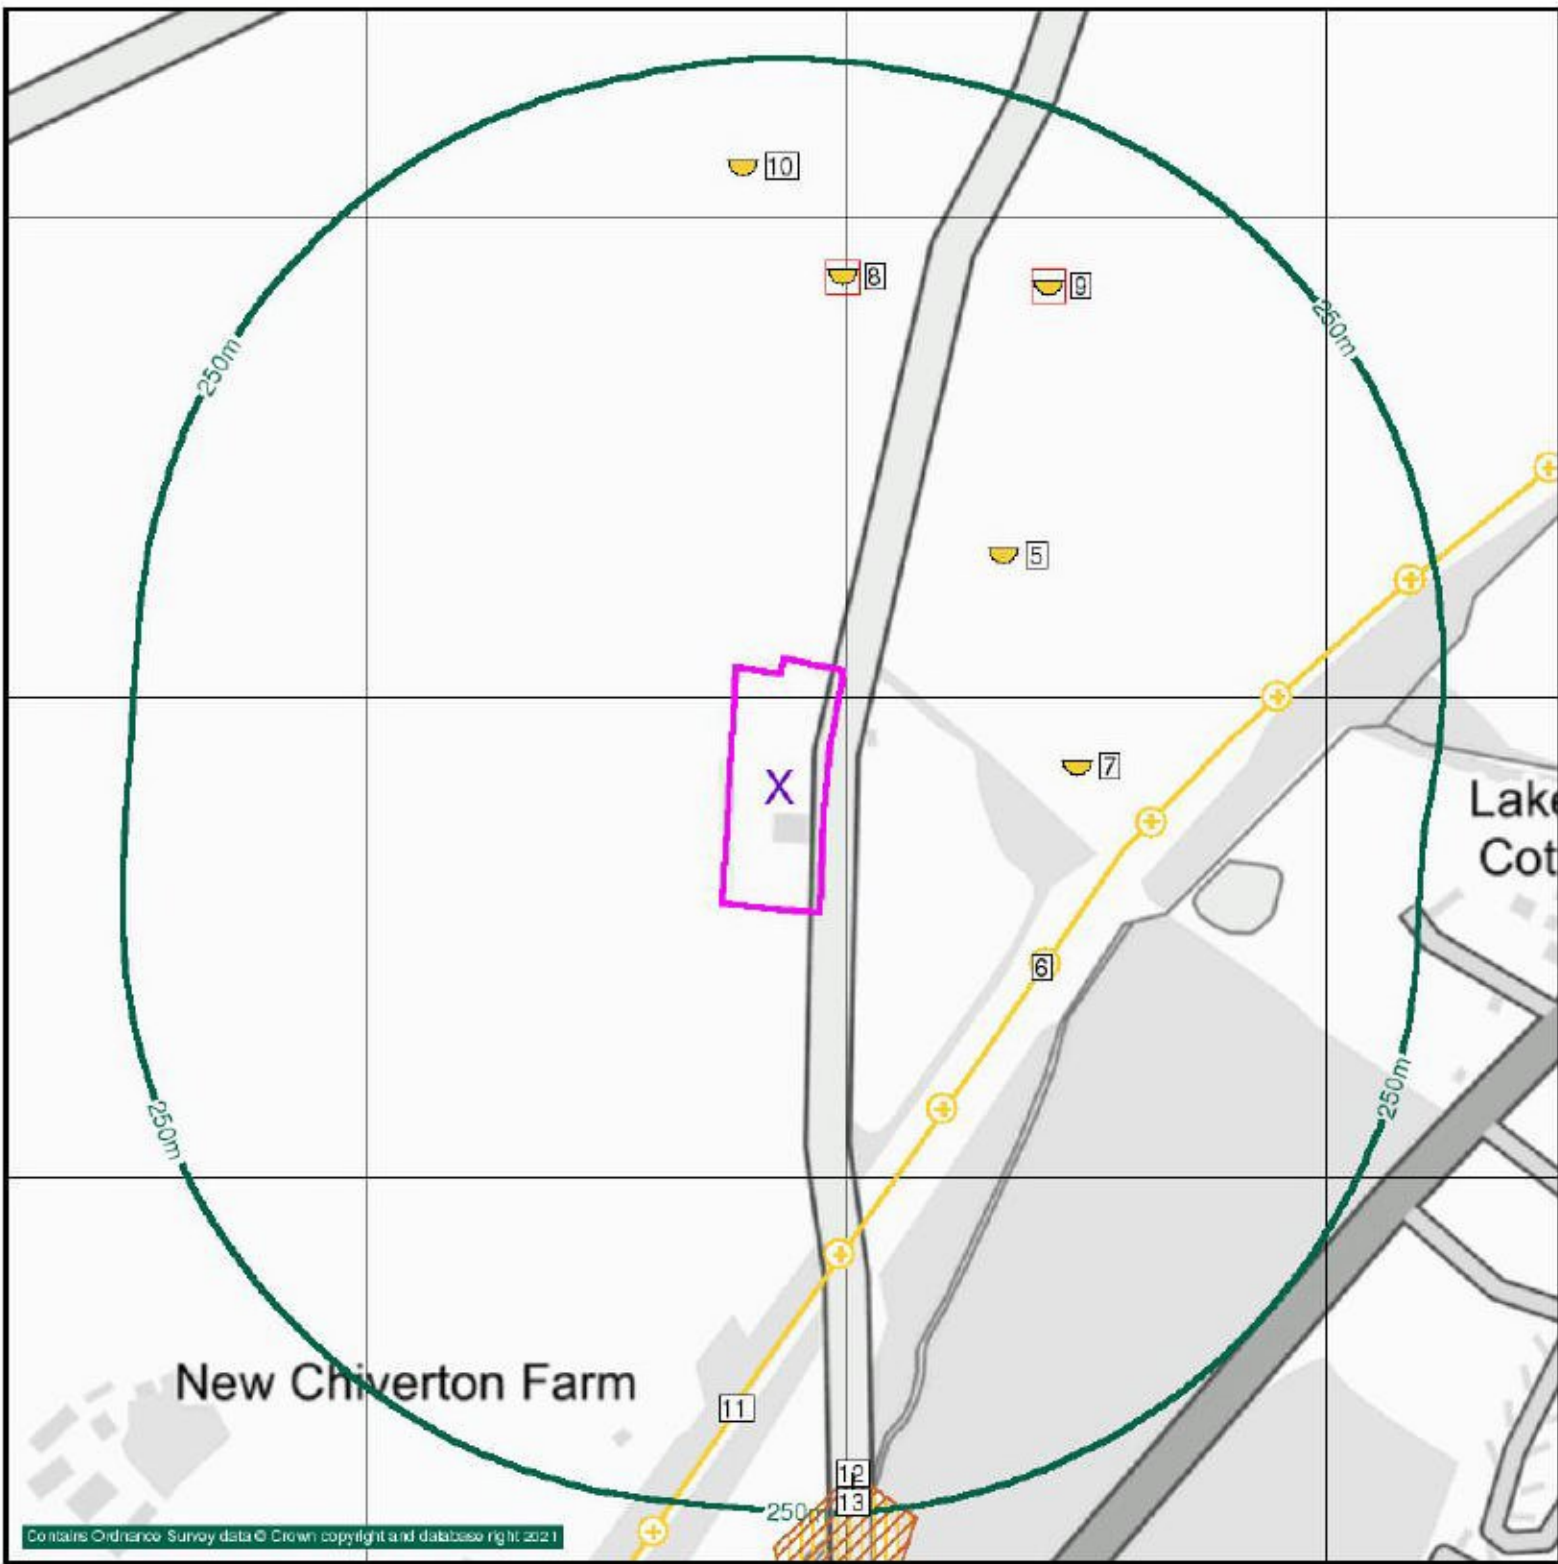 10
8
9
250m
250m
5
7
X
Lake
Cot
6
250m
250m
New Chiverton Farm
11
12
13
250m
Contains Ordnance Survey data © Crown copyright and database right 2021